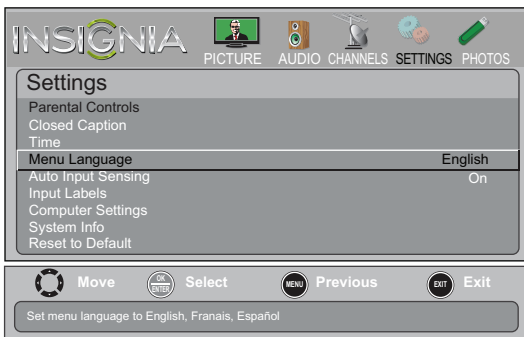 INSIGNIA
PICTURE AUDIO CHANNELS SETTINGS PHOTOS
Settings
Parental Controls
Closed Caption
Time
Menu Language English
Auto Input Sensing On
Input Labels
Computer Settings
System Info
Reset to Default
Move OK ENTER Select MENU Previous EXIT Exit
Set menu language to English, Franais, Español